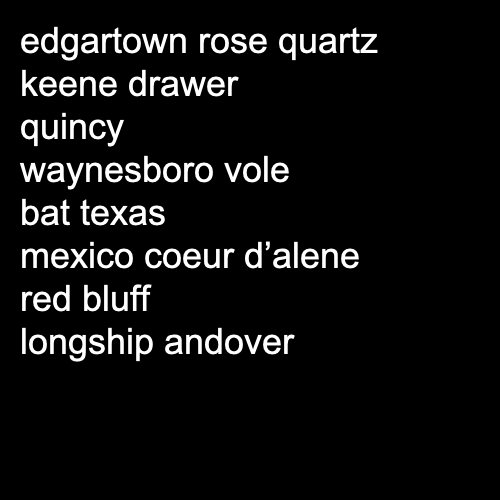 edgartown rose quartz
keene drawer
quincy
waynesboro vole
bat texas
mexico coeur d’alene
red bluff
longship andover